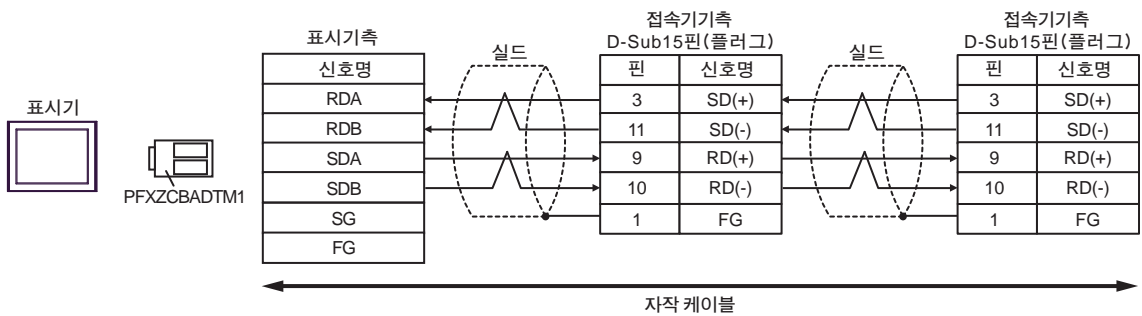 표시기
PFXZCBADTM1
표시기측
신호명
RDA
RDB
SDA
SDB
SG
FG
실드
접속기기측
D-Sub15핀(플러그)
핀 신호명
3 SD(+)
11 SD(-)
9 RD(+)
10 RD(-)
1 FG
실드
접속기기측
D-Sub15핀(플러그)
핀 신호명
3 SD(+)
11 SD(-)
9 RD(+)
10 RD(-)
1 FG
자작 케이블